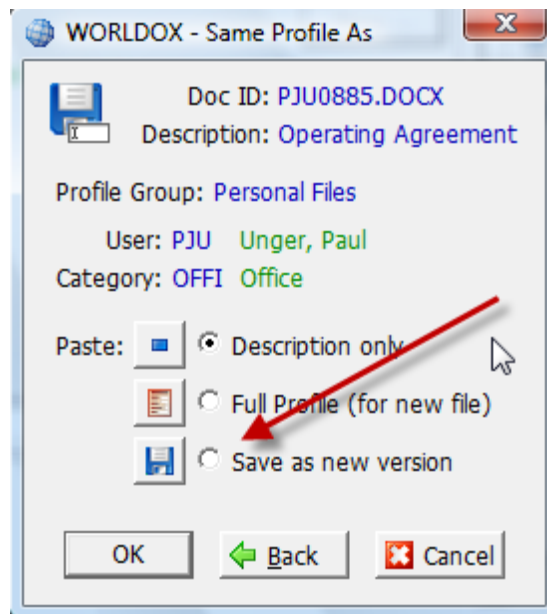 WORLDOX - Same Profile As
Doc ID: PJU0885.DOCX
Description: Operating Agreement
Profile Group: Personal Files
User: PJU Unger, Paul
Category: OFFI Office
Paste: Description only
Full Profile (for new file)
Save as new version
OK Back Cancel